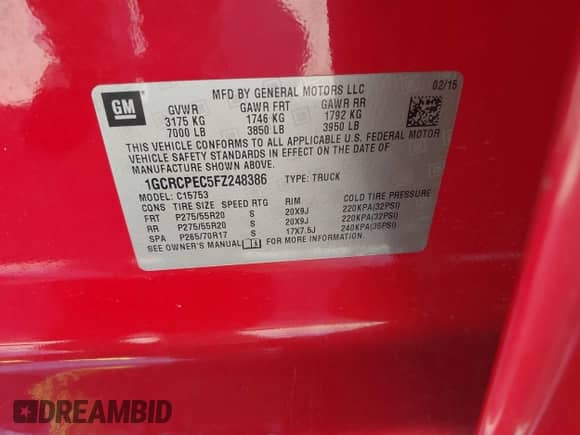 GM
MFD BY GENERAL MOTORS LLC 02/15
GVWR GAWR FRT GAWR RR
3175 KG 1746 KG 1792 KG
7000 LB 3850 LB 3950 LB
THIS VEHICLE CONFORMS TO ALL APPLICABLE U.S. FEDERAL MOTOR
VEHICLE SAFETY STANDARDS IN EFFECT ON THE DATE OF
MANUFACTURE SHOWN ABOVE.
1GCRCPEC5FZ248386 TYPE: TRUCK
MODEL: C15753
CONS TIRE SIZE SPEED RTG RIM COLD TIRE PRESSURE
FRT P275/55R20 S 20X9J 220KPA(32PSI)
RR P275/55R20 S 20X9J 220KPA(32PSI)
SPA P265/70R17 S 17X7.5J 240KPA(35PSI)
SEE OWNER'S MANUAL FOR MORE INFORMATION.
DREAMBID